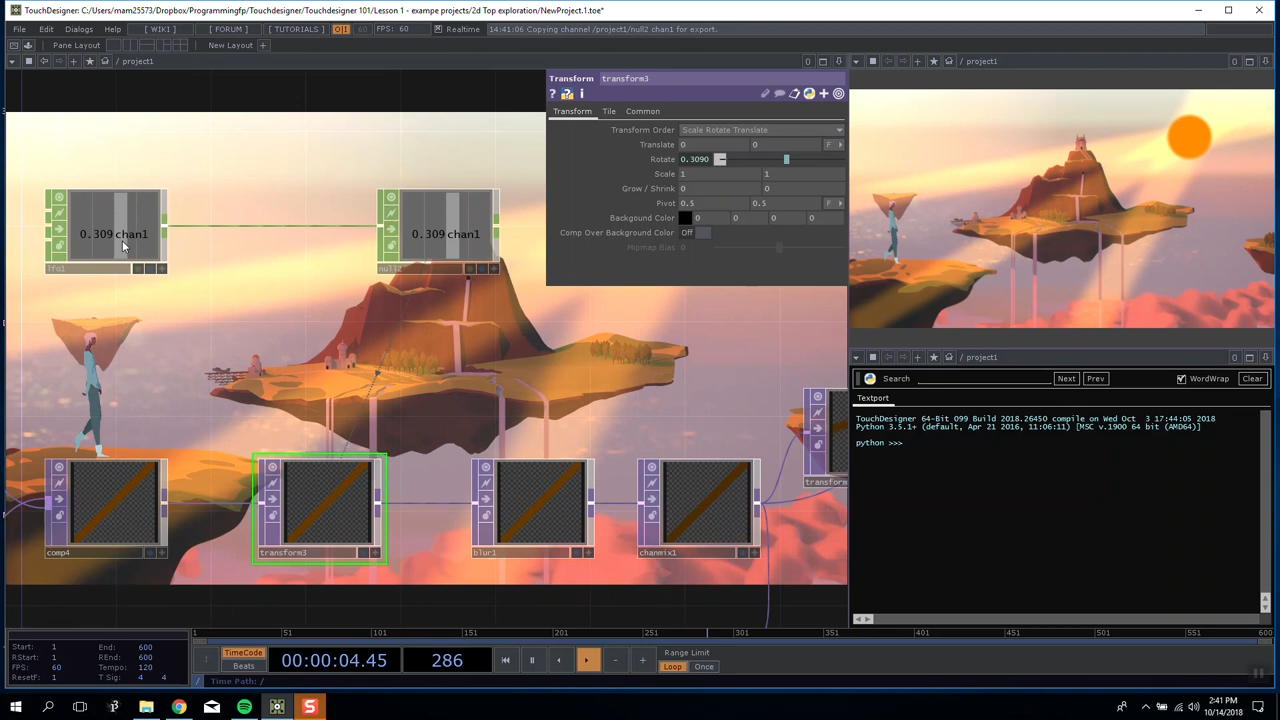 TouchDesigner: C:/Users/mam25573/Dropbox/Programmingfp/Touchdesigner/Touchdesigner 101/Lesson 1 - exampe projects/2d Top exploration/NewProject.1.toe*
File Edit Dialogs Help [ WIKI ] [ FORUM ] [ TUTORIALS ] 60 FPS: 60 Realtime 14:41:06 Copying channel /project1/null2 chan1 for export.
Pane Layout New Layout +
/ project1 0
/ project1 0
Transform transform3
? ? i
Transform Tile Common
Transform Order Scale Rotate Translate
Translate 0 0 F
Rotate 0.3090
Scale 1 1
Grow / Shrink 0 0
Pivot 0.5 0.5 F
Backgound Color 0 0 0 0
Comp Over Background Color Off
Mipmap Bias 0
0.309 chan1
lfo1
0.309 chan1
null2
comp4
transform3
blur1
chanmix1
transform
/ project1 0
Search Next Prev WordWrap Clear
Textport
TouchDesigner 64-Bit 099 Build 2018.26450 compile on Wed Oct 3 17:44:05 2018
Python 3.5.1+ (default, Apr 21 2016, 11:06:11) [MSC v.1900 64 bit (AMD64)]
python >>>
1 51 101 151 201 251 301 351 401 451 501 551 600
Start: 1 End: 600
RStart: 1 REnd: 600
FPS: 60 Tempo: 120
ResetF: 1 T Sig: 4 4
TimeCode
Beats
00:00:04.45
286
Range Limit
Loop Once
/ Time Path: /
2:41 PM
10/14/2018